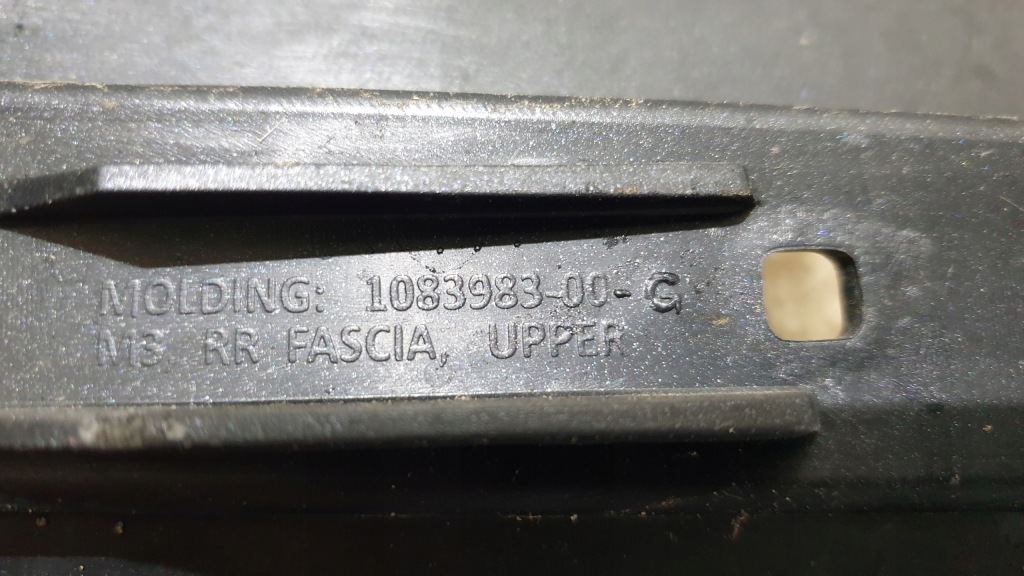 MOLDING: 1083983-00-G
M3, RR FASCIA, UPPER